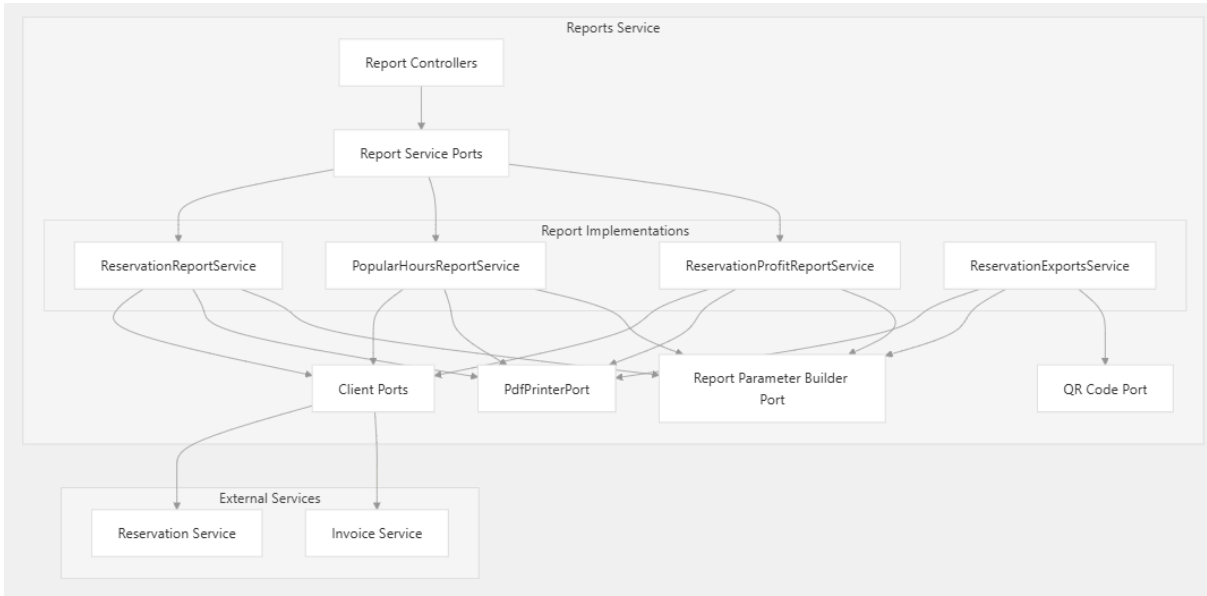 Reports Service
Report Controllers
Report Service Ports
Report Implementations
ReservationReportService
PopularHoursReportService
ReservationProfitReportService
ReservationExportsService
Client Ports
PdfPrinterPort
Report Parameter Builder
Port
QR Code Port
External Services
Reservation Service
Invoice Service